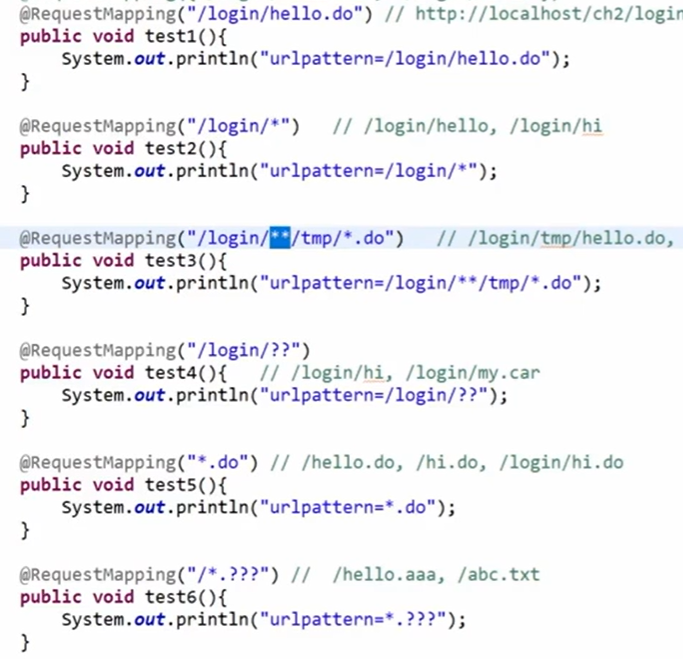 @RequestMapping("/login/hello.do") // http://localhost/ch2/login
public void test1(){
System.out.println("urlpattern=/login/hello.do");
}
@RequestMapping("/login/*")   // /login/hello, /login/hi
public void test2(){
System.out.println("urlpattern=/login/*");
}
@RequestMapping("/login/**/tmp/*.do")   // /login/tmp/hello.do,
public void test3(){
System.out.println("urlpattern=/login/**/tmp/*.do");
}
@RequestMapping("/login/??")
public void test4(){   // /login/hi, /login/my.car
System.out.println("urlpattern=/login/??");
}
@RequestMapping("*.do") // /hello.do, /hi.do, /login/hi.do
public void test5(){
System.out.println("urlpattern=*.do");
}
@RequestMapping("/*.???") //  /hello.aaa, /abc.txt
public void test6(){
System.out.println("urlpattern=*.???");
}